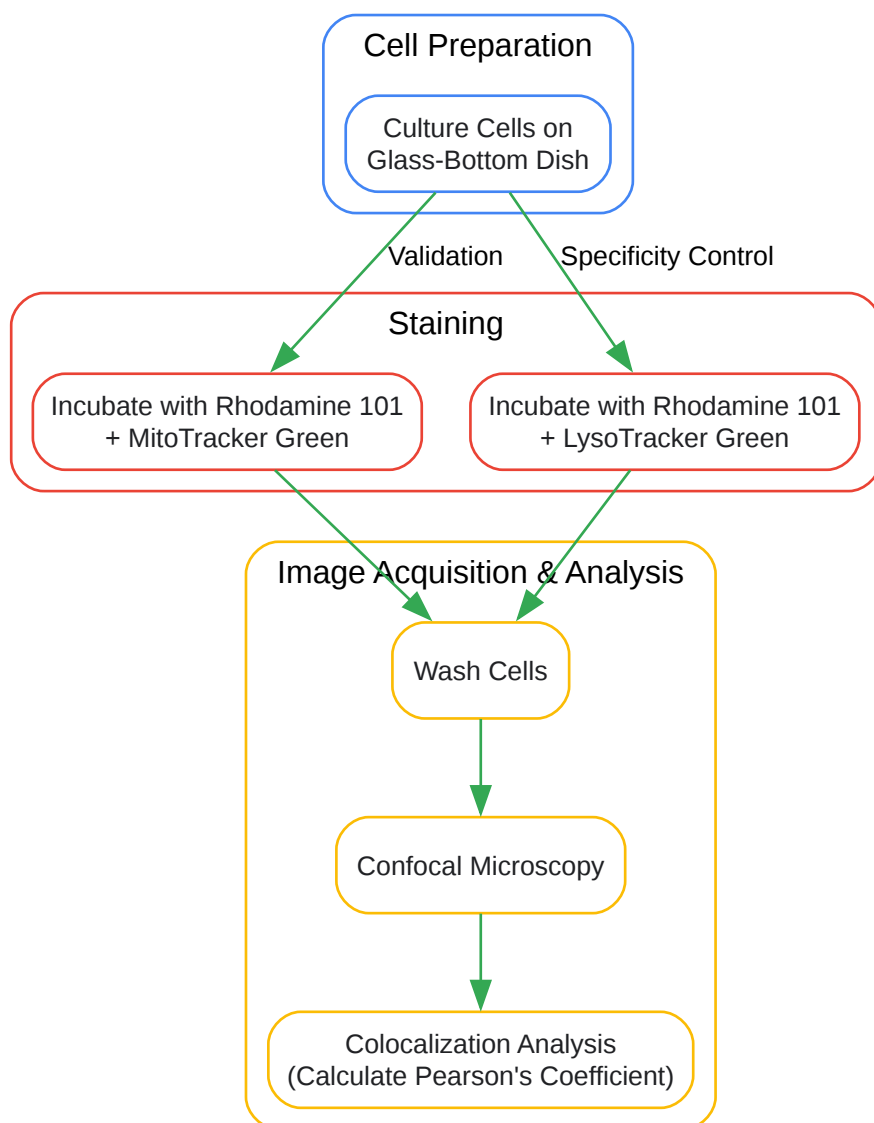 Cell Preparation
Culture Cells on
Glass-Bottom Dish
Validation
Specificity Control
Staining
Incubate with Rhodamine 101
+ MitoTracker Green
Incubate with Rhodamine 101
+ LysoTracker Green
Image Acquisition & Analysis
Wash Cells
Confocal Microscopy
Colocalization Analysis
(Calculate Pearson's Coefficient)